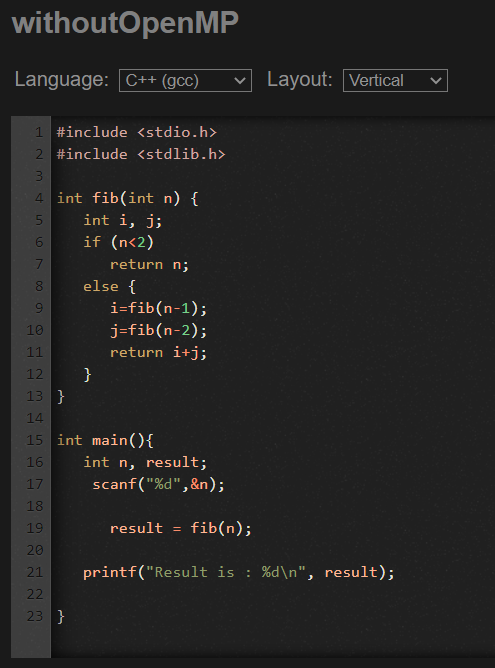 withoutOpenMP
Language: C++ (gcc) Layout: Vertical
1 #include <stdio.h>
2 #include <stdlib.h>
3
4 int fib(int n) {
5    int i, j;
6    if (n<2)
7       return n;
8    else {
9       i=fib(n-1);
10       j=fib(n-2);
11       return i+j;
12    }
13 }
14
15 int main(){
16    int n, result;
17     scanf("%d",&n);
18
19       result = fib(n);
20
21    printf("Result is : %d\n", result);
22
23 }